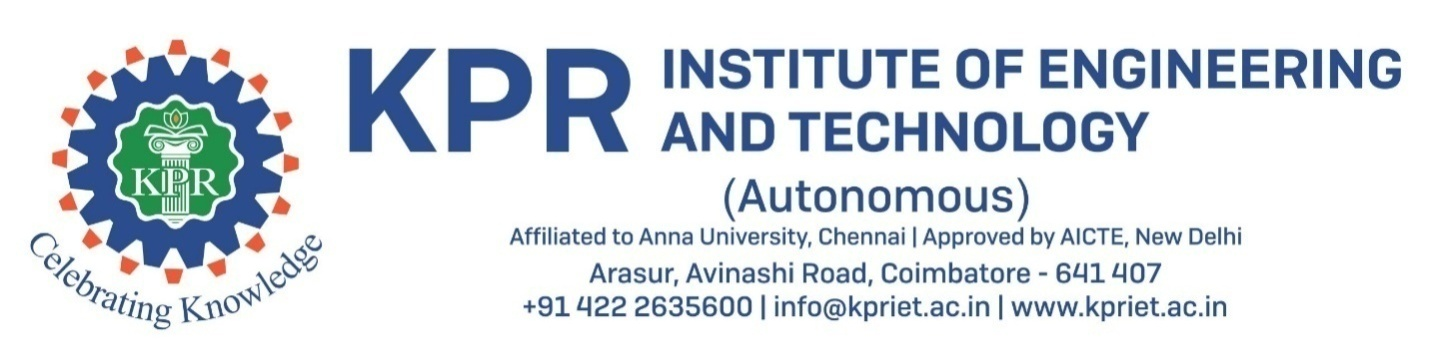 KPR
Celebrating Knowledge
KPR INSTITUTE OF ENGINEERING
AND TECHNOLOGY
(Autonomous)
Affiliated to Anna University, Chennai | Approved by AICTE, New Delhi
Arasur, Avinashi Road, Coimbatore - 641 407
+91 422 2635600 | info@kpriet.ac.in | www.kpriet.ac.in